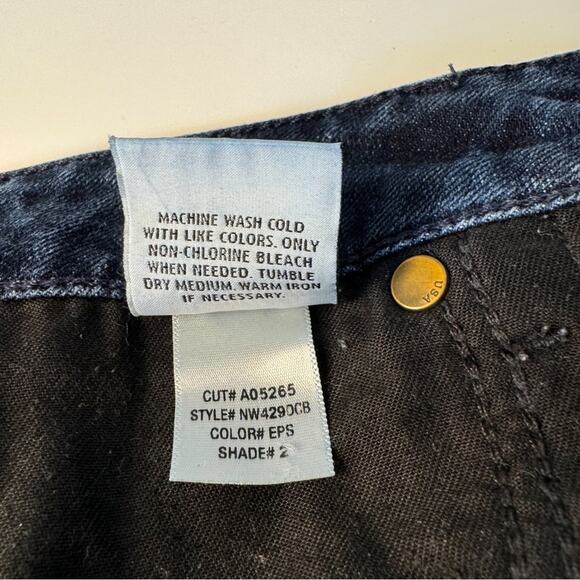 MACHINE WASH COLD
WITH LIKE COLORS. ONLY
NON-CHLORINE BLEACH
WHEN NEEDED. TUMBLE
DRY MEDIUM. WARM IRON
IF NECESSARY.
USA
CUT# A05265
STYLE# NW429DCB
COLOR# EPS
SHADE# 2